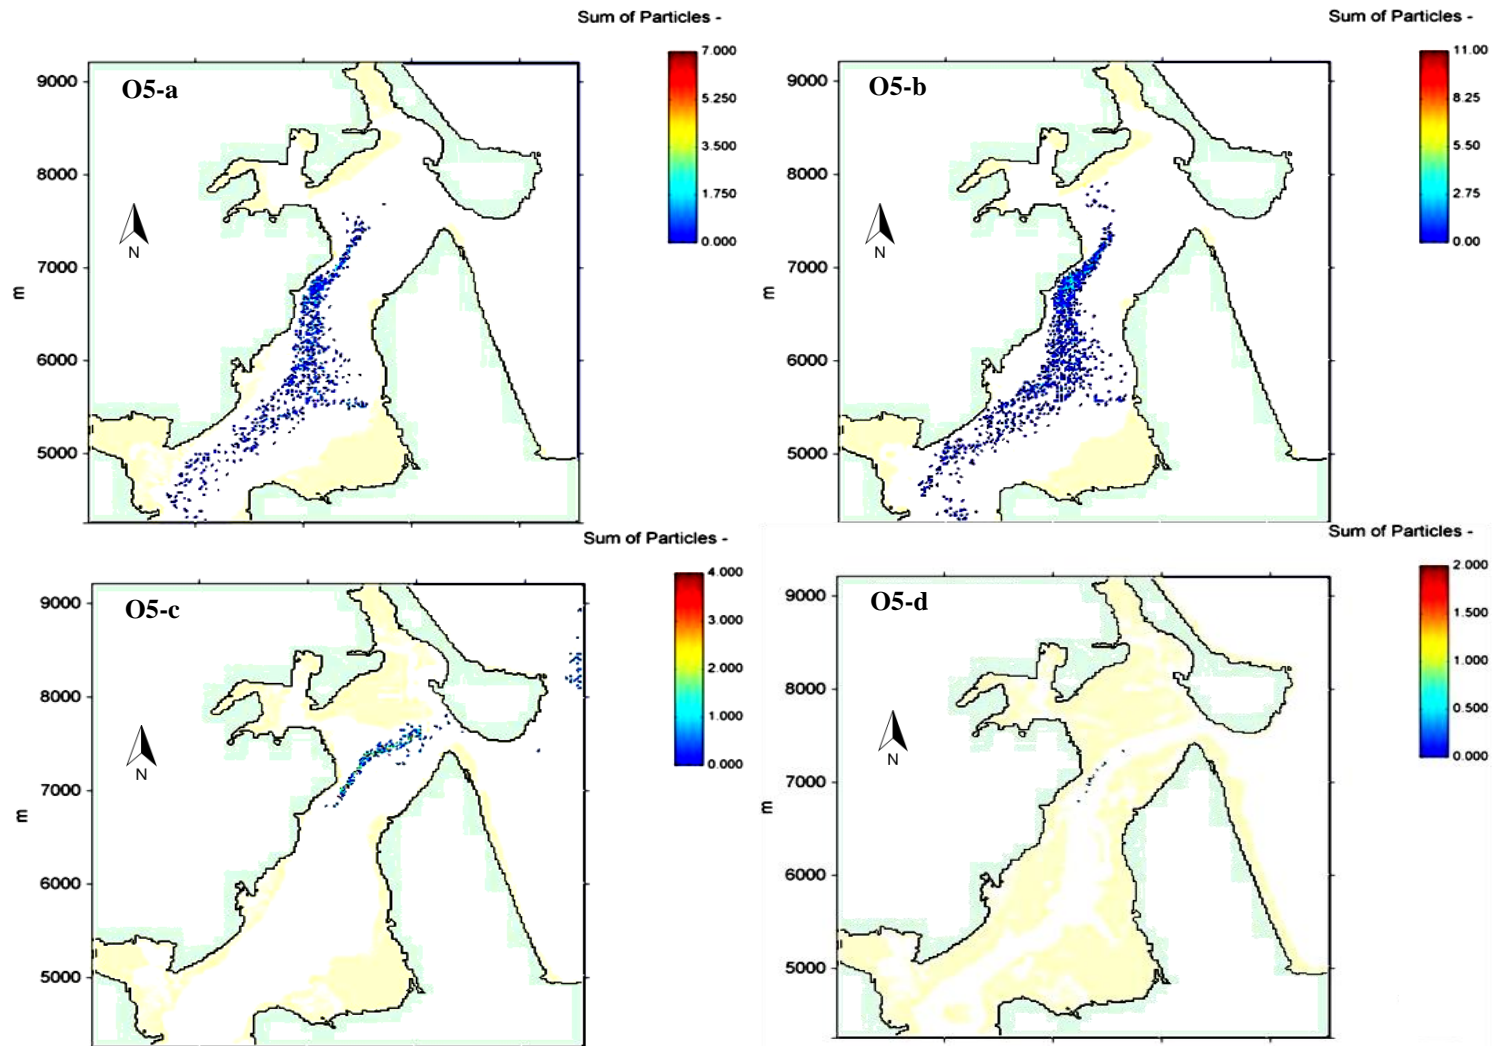 Sum of Particles -
7.000
5.250
3.500
1.750
0.000
O5-a
9000
8000
7000
6000
5000
m
N
Sum of Particles -
11.00
8.25
5.50
2.75
0.00
O5-b
9000
8000
7000
6000
5000
m
N
Sum of Particles -
4.000
3.000
2.000
1.000
0.000
O5-c
9000
8000
7000
6000
5000
m
N
Sum of Particles -
2.000
1.500
1.000
0.500
0.000
O5-d
9000
8000
7000
6000
5000
m
N